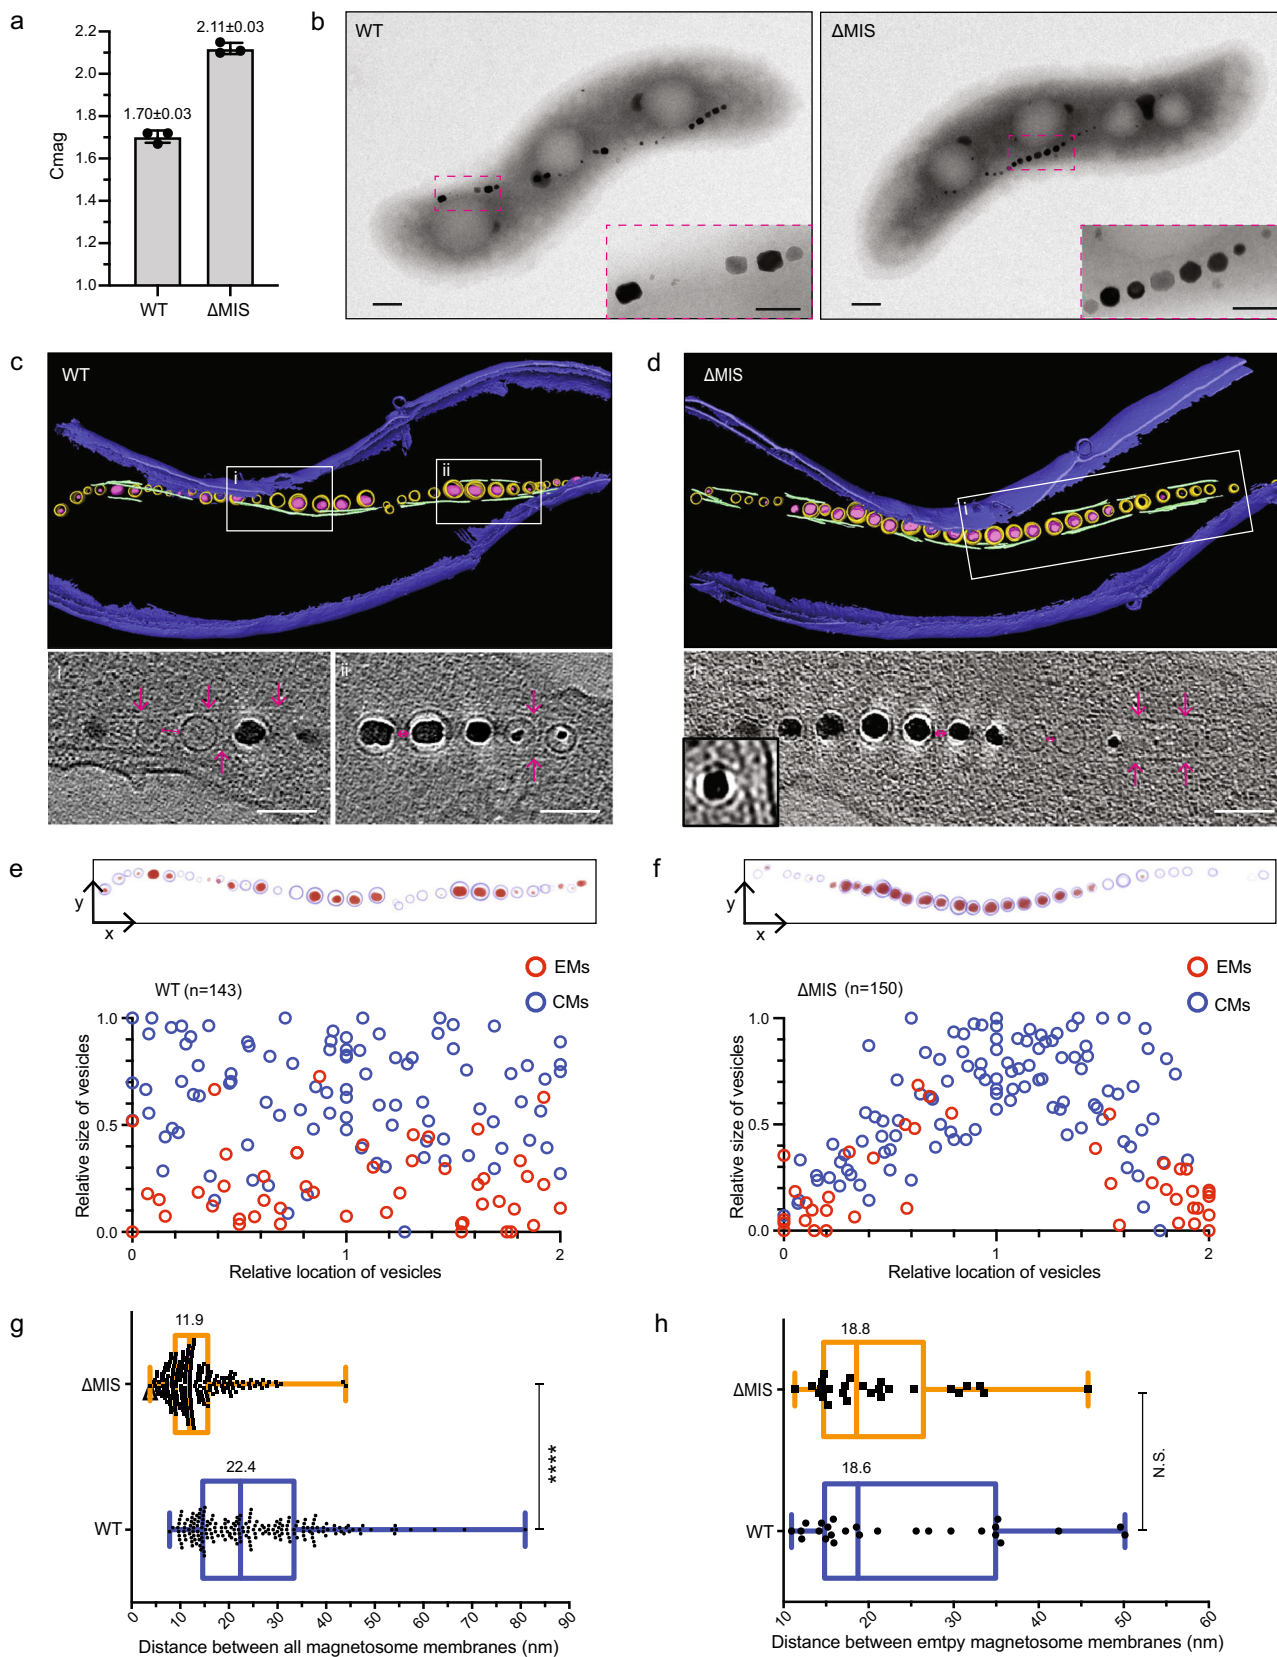 a
2.2
2.0
1.8
1.6
1.4
1.2
1.0
Cmag
1.70±0.03
2.11±0.03
WT
ΔMIS
b
WT
ΔMIS
c
WT
i
ii
i
ii
d
ΔMIS
i
i
e
y
x
EMs
CMs
WT (n=143)
1.0
0.5
0.0
Relative size of vesicles
0
1
2
Relative location of vesicles
f
y
x
EMs
CMs
ΔMIS (n=150)
1.0
0.5
0.0
Relative size of vesicles
0
1
2
Relative location of vesicles
g
11.9
ΔMIS
22.4
WT
****
0
10
20
30
40
50
60
70
80
90
Distance between all magnetosome membranes (nm)
h
18.8
ΔMIS
18.6
WT
N.S.
10
20
30
40
50
60
Distance between emtpy magnetosome membranes (nm)